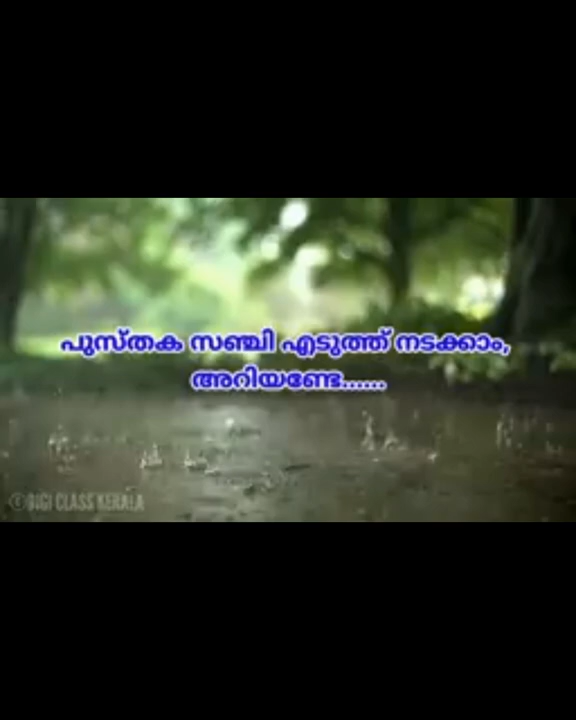 പുസ്തക സഞ്ചി എടുത്ത് നടക്കാം,
അറിയണ്ടേ......
©DIGI CLASS KERALA